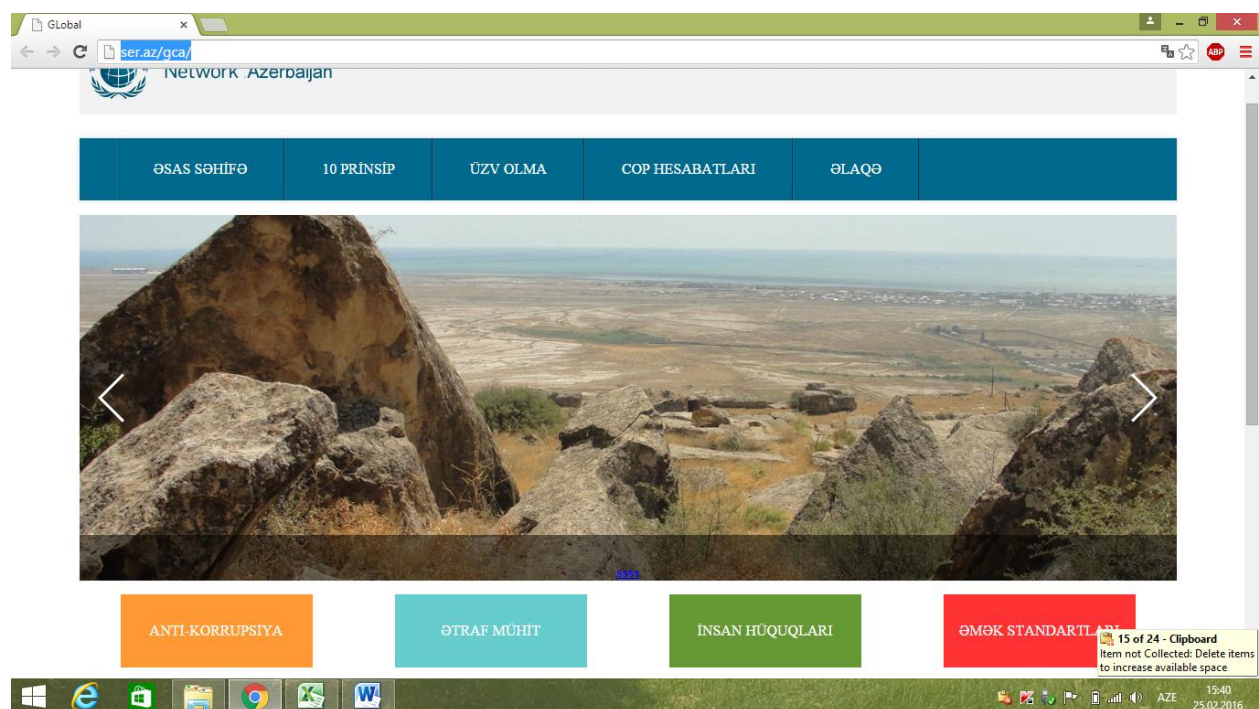 GLobal
ser.az/gca/
ABP
Network Azerbaijan
ƏSAS SƏHİFƏ
10 PRİNSİP
ÜZV OLMA
COP HESABATLARI
ƏLAQƏ
ssss
ANTİ-KORRUPSİYA
ƏTRAF MÜHİT
İNSAN HÜQUQLARI
ƏMƏK STANDARTLARI
15 of 24 - Clipboard
Item not Collected: Delete items
to increase available space
AZE
15:40
25.02.2016